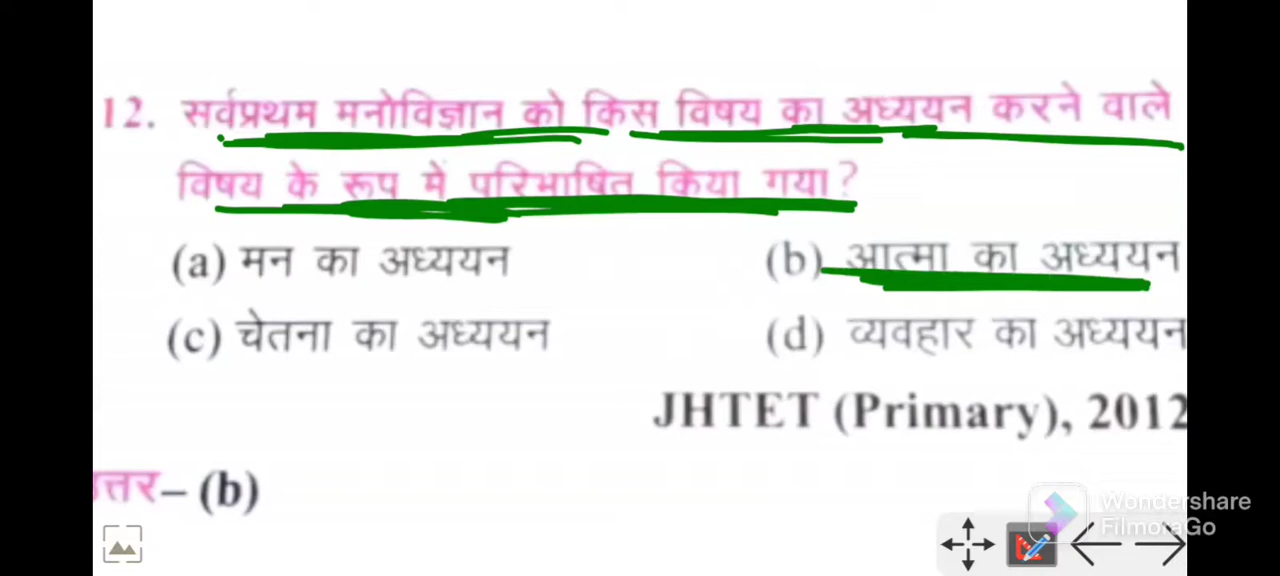 12. सर्वप्रथम मनोविज्ञान को किस विषय का अध्ययन करने वाले
विषय के रूप में परिभाषित किया गया?
(a) मन का अध्ययन (b) आत्मा का अध्ययन
(c) चेतना का अध्ययन (d) व्यवहार का अध्ययन
JHTET (Primary), 2012
त्तर– (b)
Wondershare
FilmoraGo